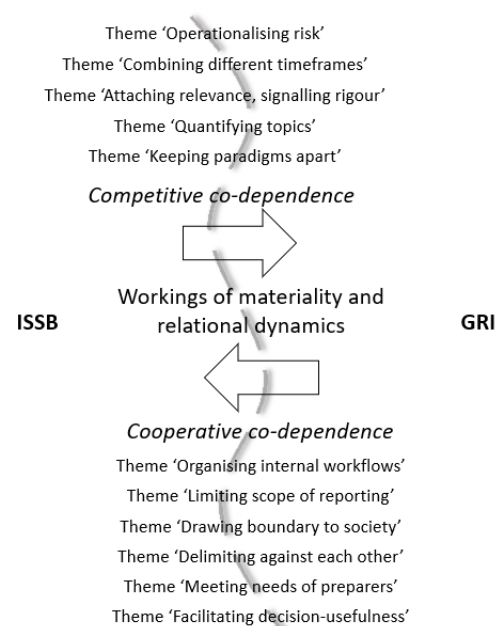 Theme ‘Operationalising risk’
Theme ‘Combining different timeframes’
Theme ‘Attaching relevance, signalling rigour’
Theme ‘Quantifying topics’
Theme ‘Keeping paradigms apart’
Competitive co-dependence
Workings of materiality and
relational dynamics
ISSB
GRI
Cooperative co-dependence
Theme ‘Organising internal workflows’
Theme ‘Limiting scope of reporting’
Theme ‘Drawing boundary to society’
Theme ‘Delimiting against each other’
Theme ‘Meeting needs of preparers’
Theme ‘Facilitating decision-usefulness’